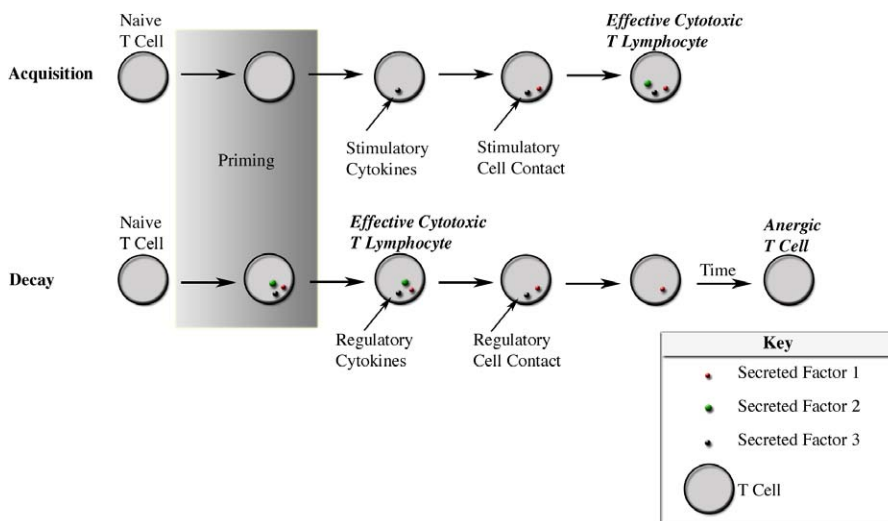 Naive
T Cell
Effective Cytotoxic
T Lymphocyte
Acquisition
Priming
Stimulatory
Cytokines
Stimulatory
Cell Contact
Naive
T Cell
Effective Cytotoxic
T Lymphocyte
Anergic
T Cell
Decay
Time
Regulatory
Cytokines
Regulatory
Cell Contact
Key
Secreted Factor 1
Secreted Factor 2
Secreted Factor 3
T Cell